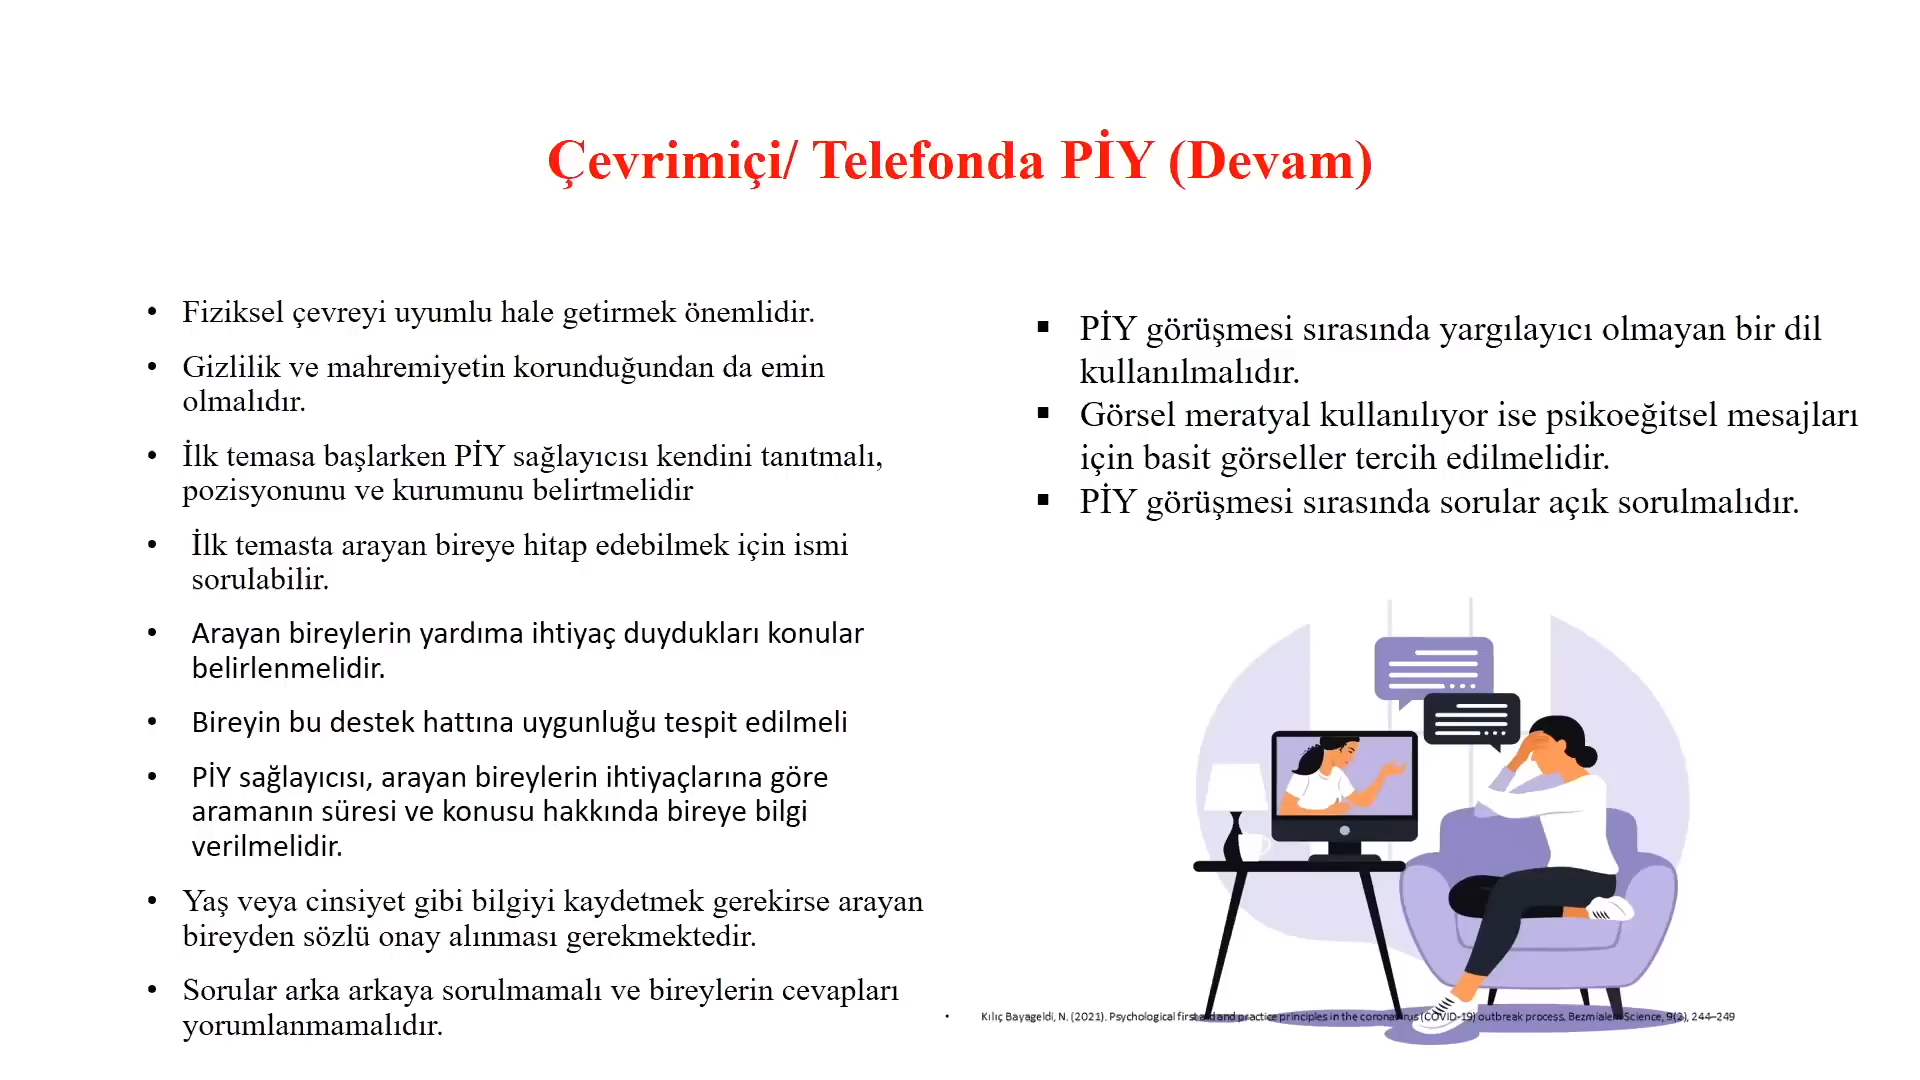 Çevrimiçi/ Telefonda PİY (Devam)
• Fiziksel çevreyi uyumlu hale getirmek önemlidir.
• Gizlilik ve mahremiyetin korunduğundan da emin
olmalıdır.
• İlk temasa başlarken PİY sağlayıcısı kendini tanıtmalı,
pozisyonunu ve kurumunu belirtmelidir
• İlk temasta arayan bireye hitap edebilmek için ismi
sorulabilir.
• Arayan bireylerin yardıma ihtiyaç duydukları konular
belirlenmelidir.
• Bireyin bu destek hattına uygunluğu tespit edilmeli
• PİY sağlayıcısı, arayan bireylerin ihtiyaçlarına göre
aramanın süresi ve konusu hakkında bireye bilgi
verilmelidir.
• Yaş veya cinsiyet gibi bilgiyi kaydetmek gerekirse arayan
bireyden sözlü onay alınması gerekmektedir.
• Sorular arka arkaya sorulmamalı ve bireylerin cevapları
yorumlanmamalıdır.
▪ PİY görüşmesi sırasında yargılayıcı olmayan bir dil
kullanılmalıdır.
▪ Görsel meratyal kullanılıyor ise psikoeğitsel mesajları
için basit görseller tercih edilmelidir.
▪ PİY görüşmesi sırasında sorular açık sorulmalıdır.
• Kılıç Bayageldi, N. (2021). Psychological first aid and practice principles in the coronavirus (COVID-19) outbreak process. Bezmialem Science, 9(2), 244–249